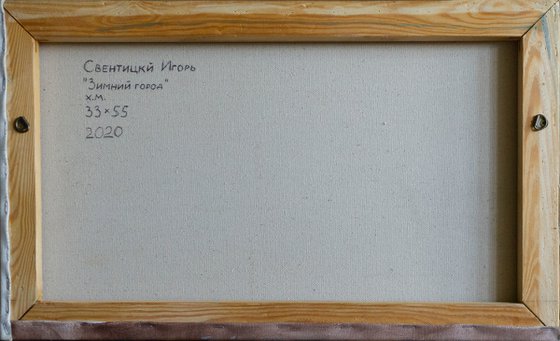 Свентицкй Игорь
"Зимний город"
х.м.
33×55
2020